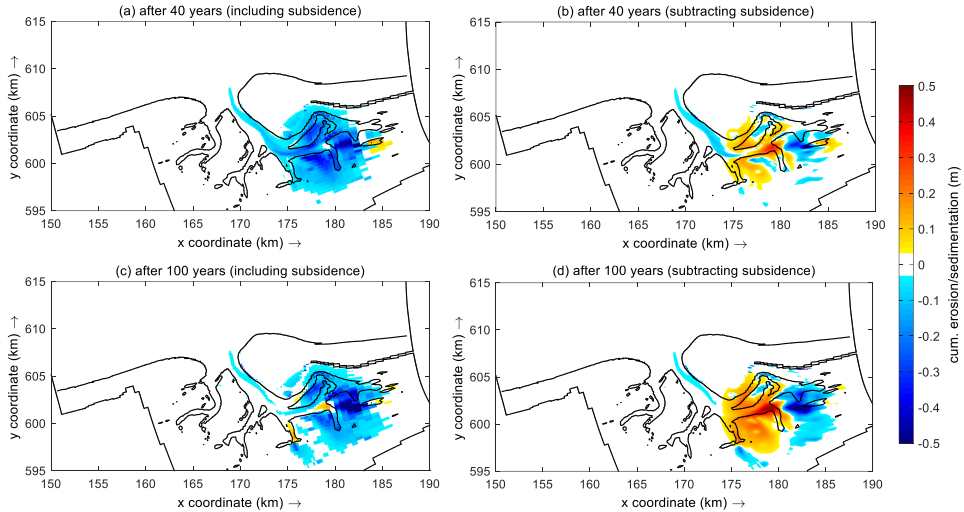 (a) after 40 years (including subsidence)
(b) after 40 years (subtracting subsidence)
615
610
605
600
595
y coordinate (km) →
150 155 160 165 170 175 180 185 190
x coordinate (km) →
615
610
605
600
595
y coordinate (km) →
150 155 160 165 170 175 180 185 190
x coordinate (km) →
(c) after 100 years (including subsidence)
(d) after 100 years (subtracting subsidence)
615
610
605
600
595
y coordinate (km) →
150 155 160 165 170 175 180 185 190
x coordinate (km) →
615
610
605
600
595
y coordinate (km) →
150 155 160 165 170 175 180 185 190
x coordinate (km) →
0.5
0.4
0.3
0.2
0.1
0
-0.1
-0.2
-0.3
-0.4
-0.5
cum. erosion/sedimentation (m)